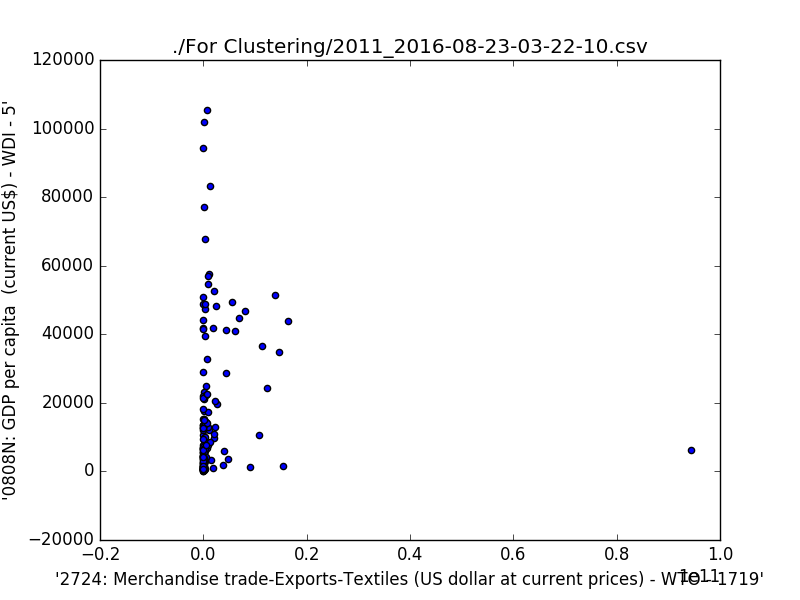 ./For Clustering/2011_2016-08-23-03-22-10.csv
120000
100000
80000
60000
40000
20000
0
−20000
'0808N: GDP per capita  (current US$) - WDI - 5'
−0.2 0.0 0.2 0.4 0.6 0.8 1.0
1e11
'2724: Merchandise trade-Exports-Textiles (US dollar at current prices) - WTO - 1719'